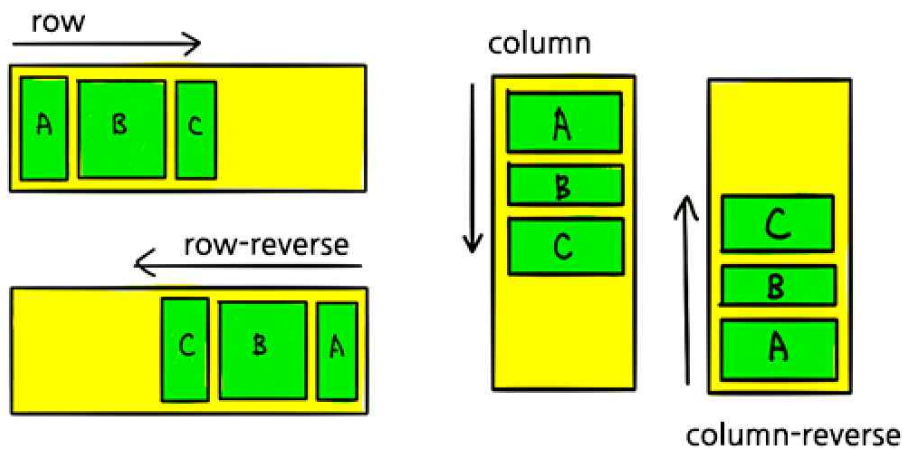 row
A B C
row-reverse
C B A
column
A
B
C
C
B
A
column-reverse